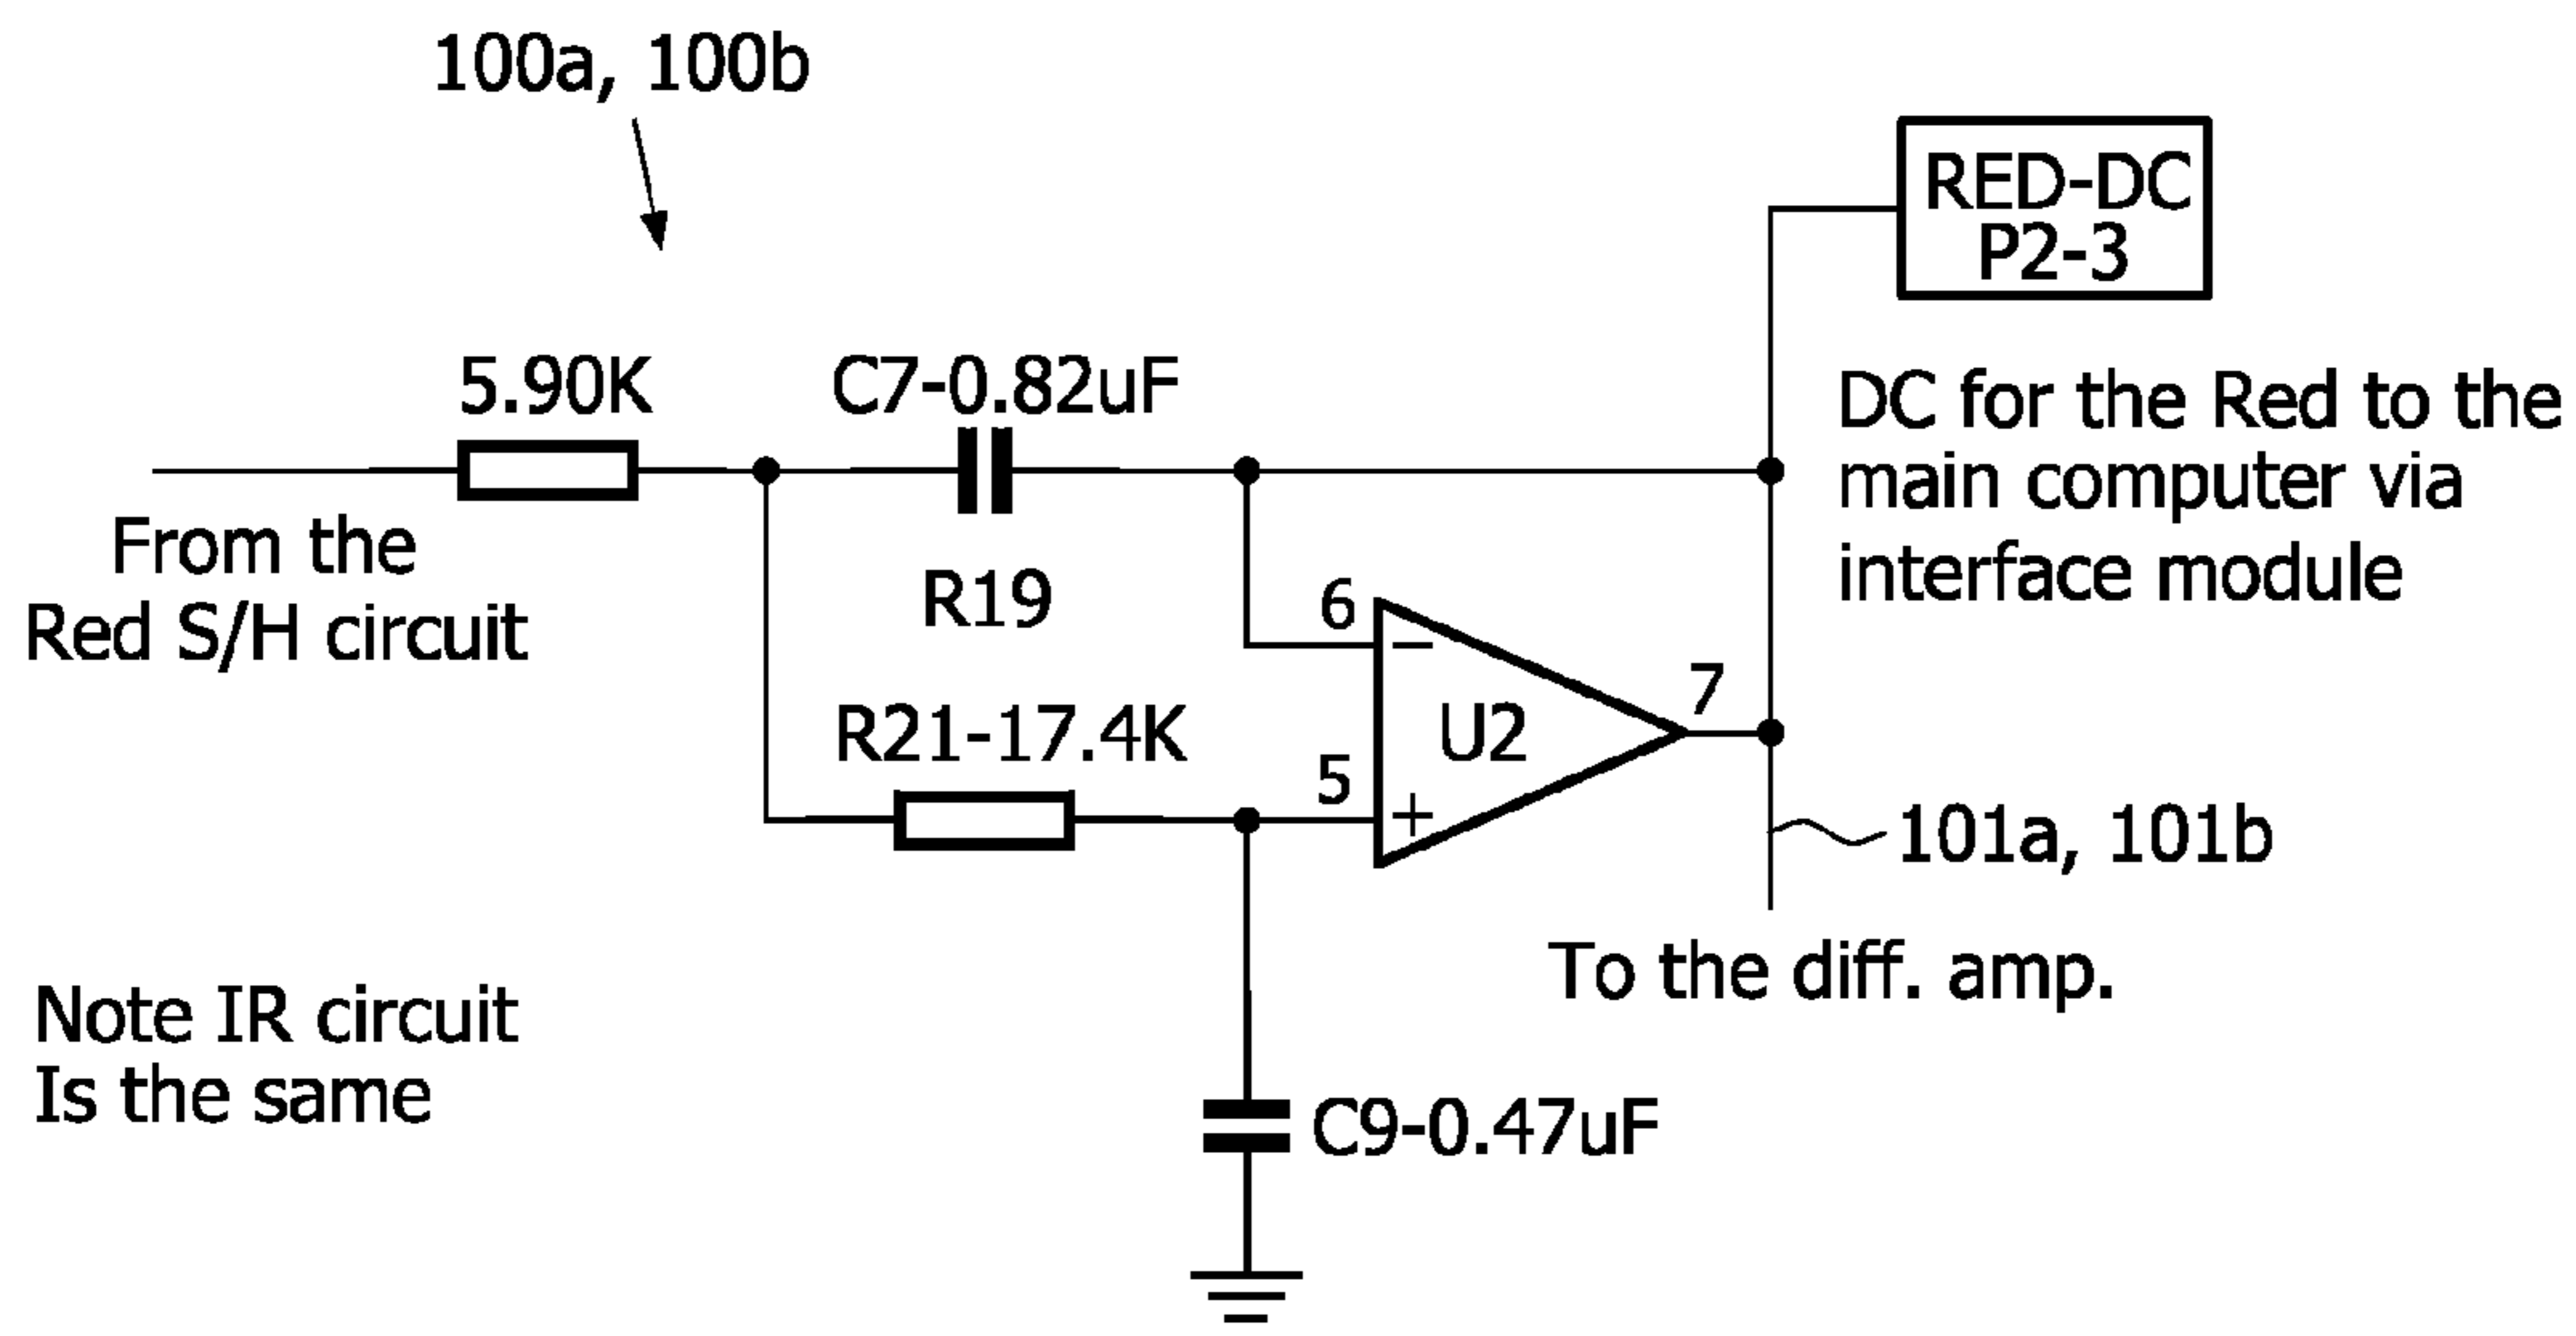 100a, 100b
RED-DC
P2-3
5.90K
C7-0.82uF
DC for the Red to the
main computer via
interface module
From the
Red S/H circuit
R19
6
−
7
U2
R21-17.4K
5
+
101a, 101b
To the diff. amp.
Note IR circuit
Is the same
C9-0.47uF